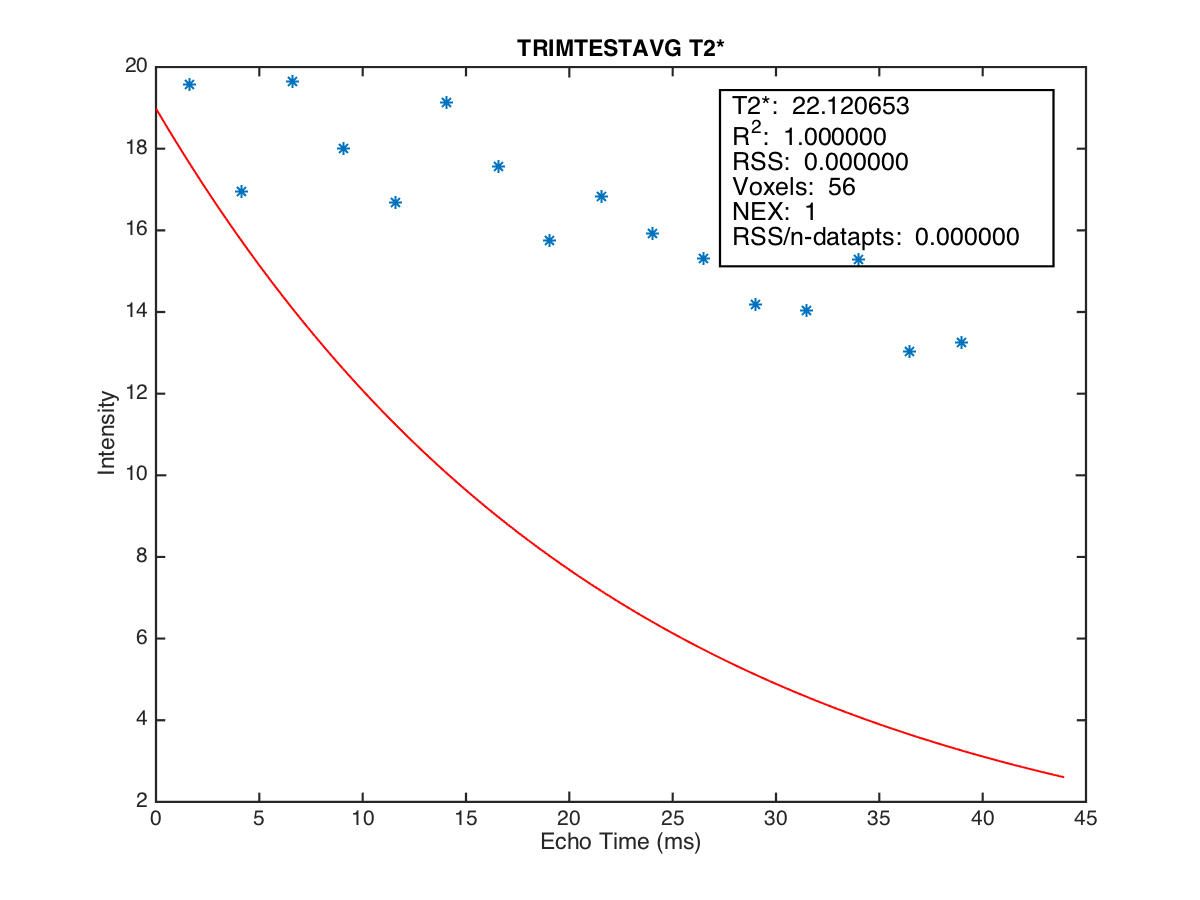 TRIMTESTAVG T2*
20
18
16
14
12
10
8
6
4
2
Intensity
T2*: 22.120653
R²: 1.000000
RSS: 0.000000
Voxels: 56
NEX: 1
RSS/n-datapts: 0.000000
0 5 10 15 20 25 30 35 40 45
Echo Time (ms)